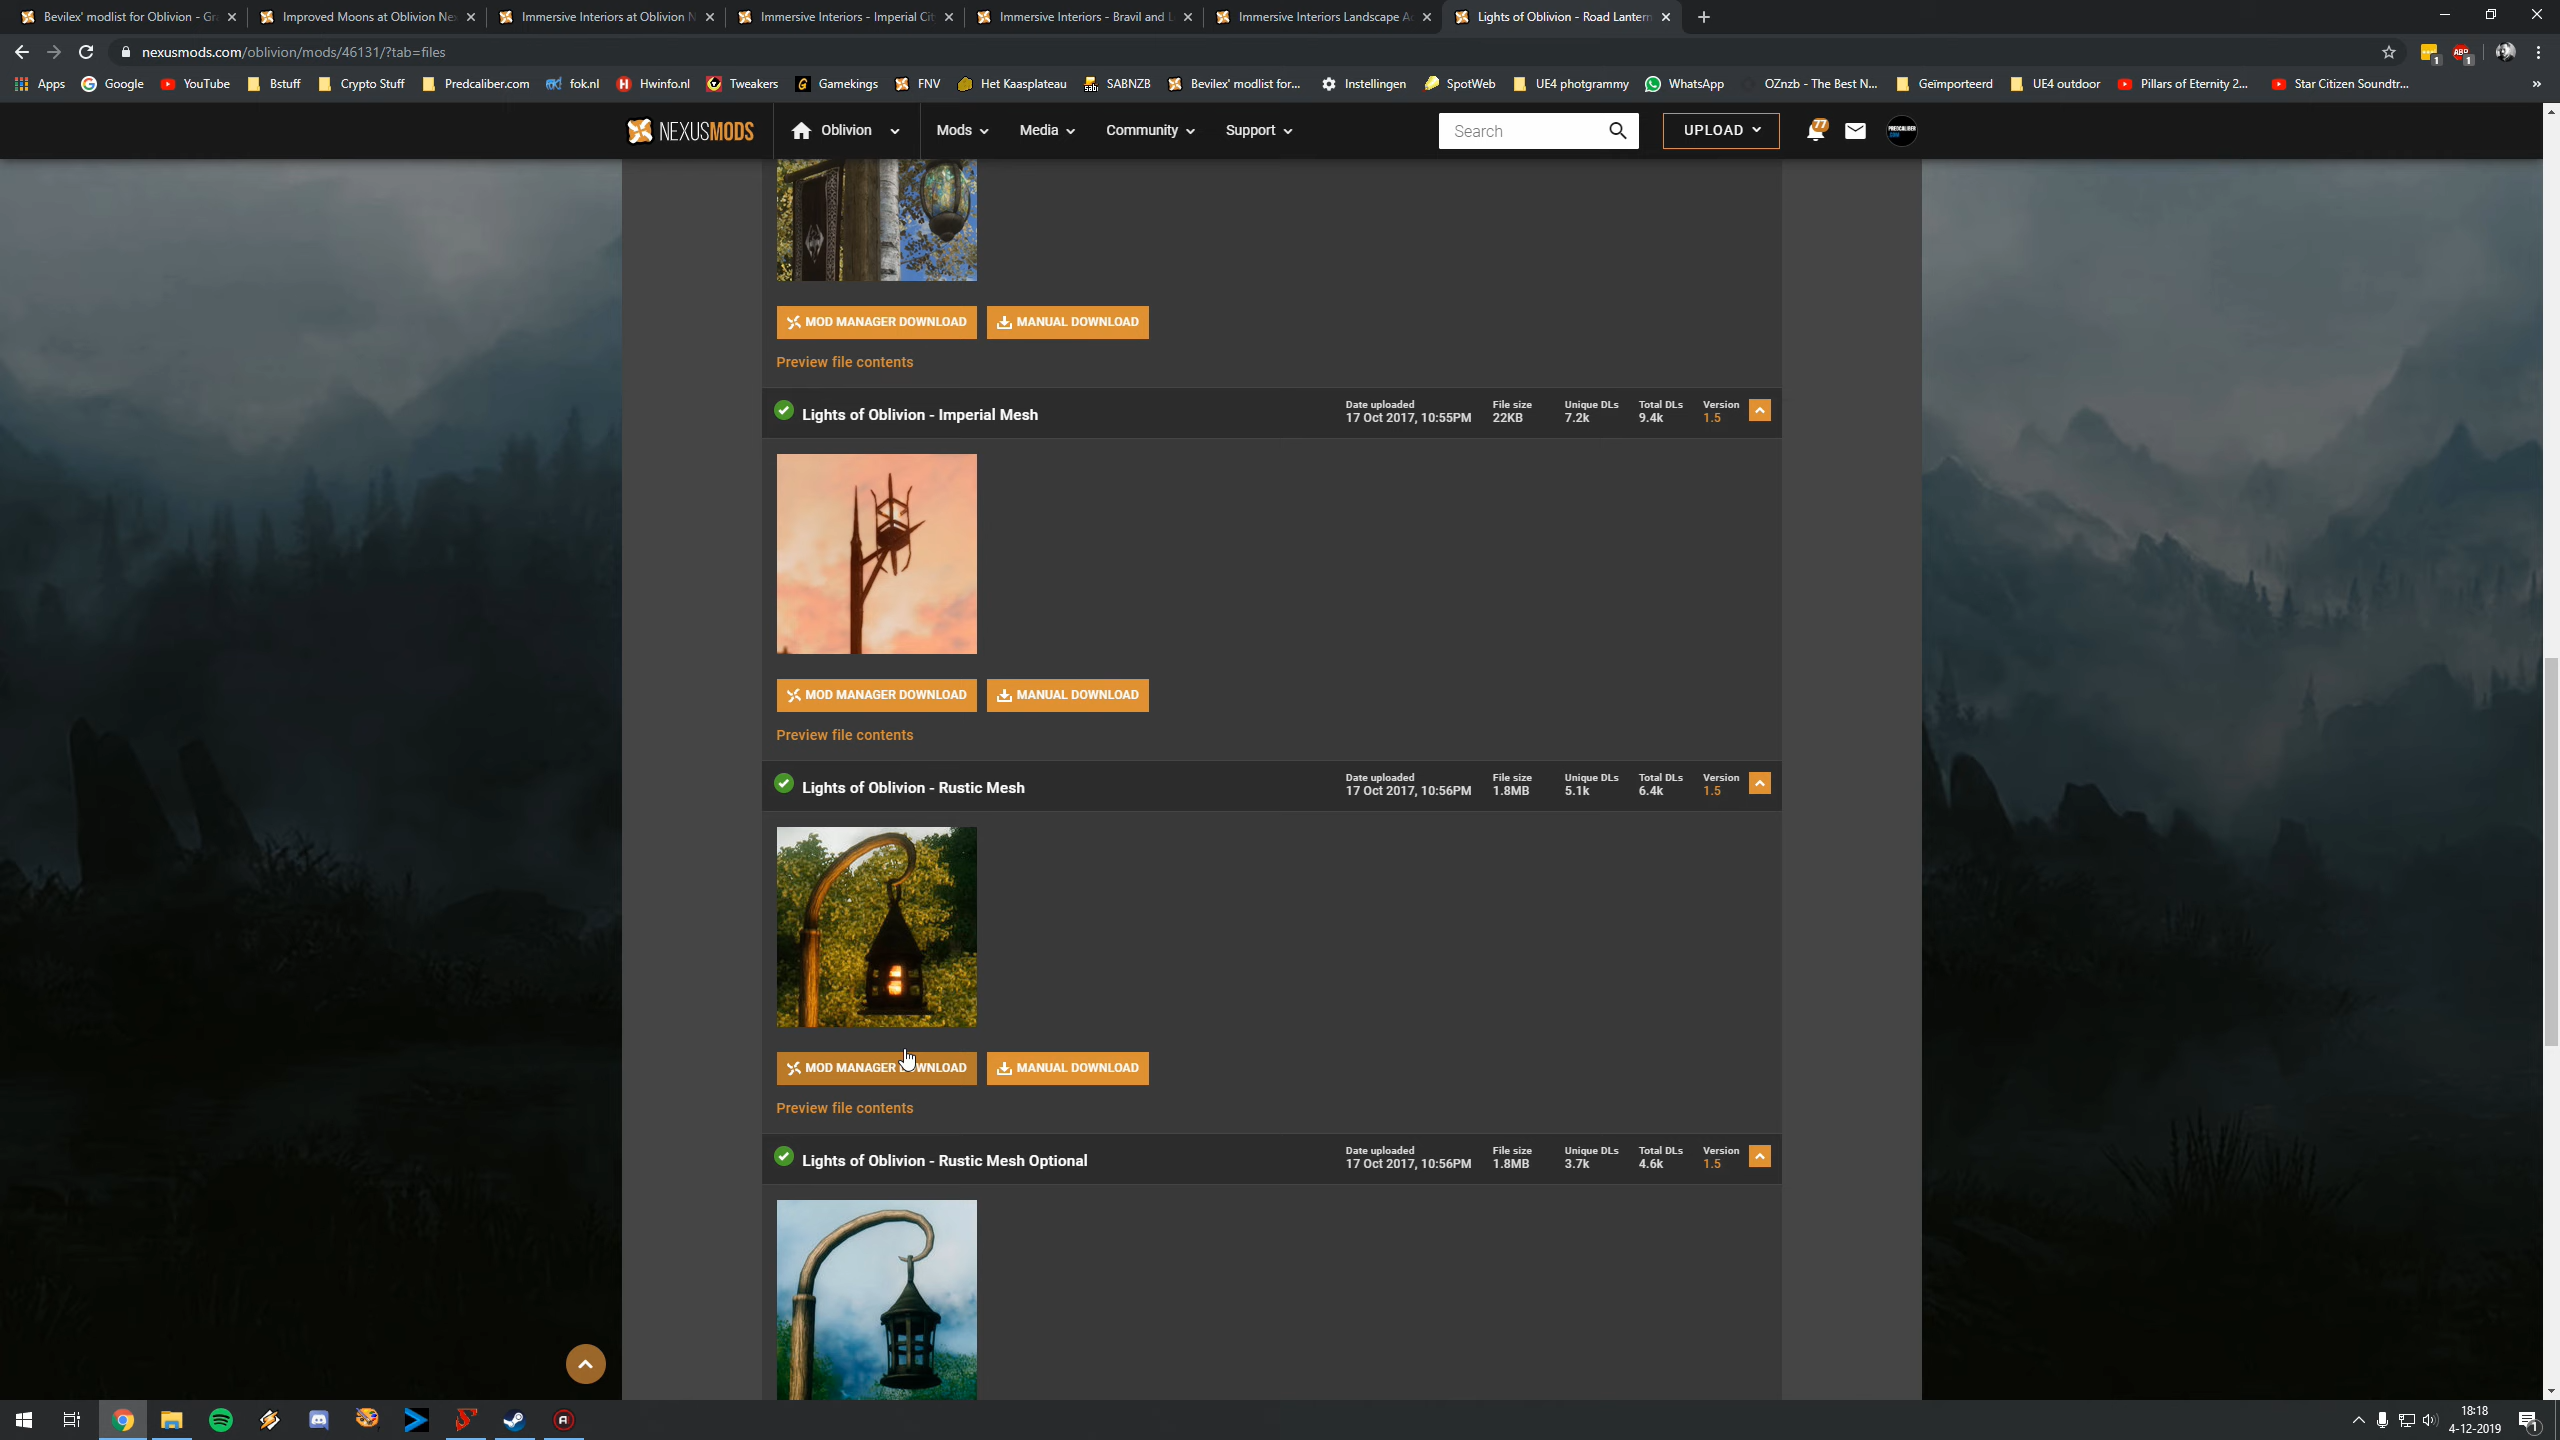 Bevilex' modlist for Oblivion - Gr
Improved Moons at Oblivion Ne
Immersive Interiors at Oblivion N
Immersive Interiors - Imperial Cit
Immersive Interiors - Bravil and L
Immersive Interiors Landscape A
Lights of Oblivion - Road Lantern
nexusmods.com/oblivion/mods/46131/?tab=files
1
ABP
1
Apps
Google
YouTube
Bstuff
Crypto Stuff
Predcaliber.com
fok.nl
Hwinfo.nl
Tweakers
Gamekings
FNV
Het Kaasplateau
SABNZB
Bevilex' modlist for...
Instellingen
SpotWeb
UE4 photgrammy
WhatsApp
OZnzb - The Best N...
Geïmporteerd
UE4 outdoor
Pillars of Eternity 2...
Star Citizen Soundtr...
»
NEXUSMODS
Oblivion
Mods
Media
Community
Support
Search
UPLOAD
77
PREDCALIBER
MOD MANAGER DOWNLOAD
MANUAL DOWNLOAD
Preview file contents
Lights of Oblivion - Imperial Mesh
Date uploaded
17 Oct 2017, 10:55PM
File size
22KB
Unique DLs
7.2k
Total DLs
9.4k
Version
1.5
MOD MANAGER DOWNLOAD
MANUAL DOWNLOAD
Preview file contents
Lights of Oblivion - Rustic Mesh
Date uploaded
17 Oct 2017, 10:56PM
File size
1.8MB
Unique DLs
5.1k
Total DLs
6.4k
Version
1.5
MOD MANAGER DOWNLOAD
MANUAL DOWNLOAD
Preview file contents
Lights of Oblivion - Rustic Mesh Optional
Date uploaded
17 Oct 2017, 10:56PM
File size
1.8MB
Unique DLs
3.7k
Total DLs
4.6k
Version
1.5
18:18
4-12-2019
1